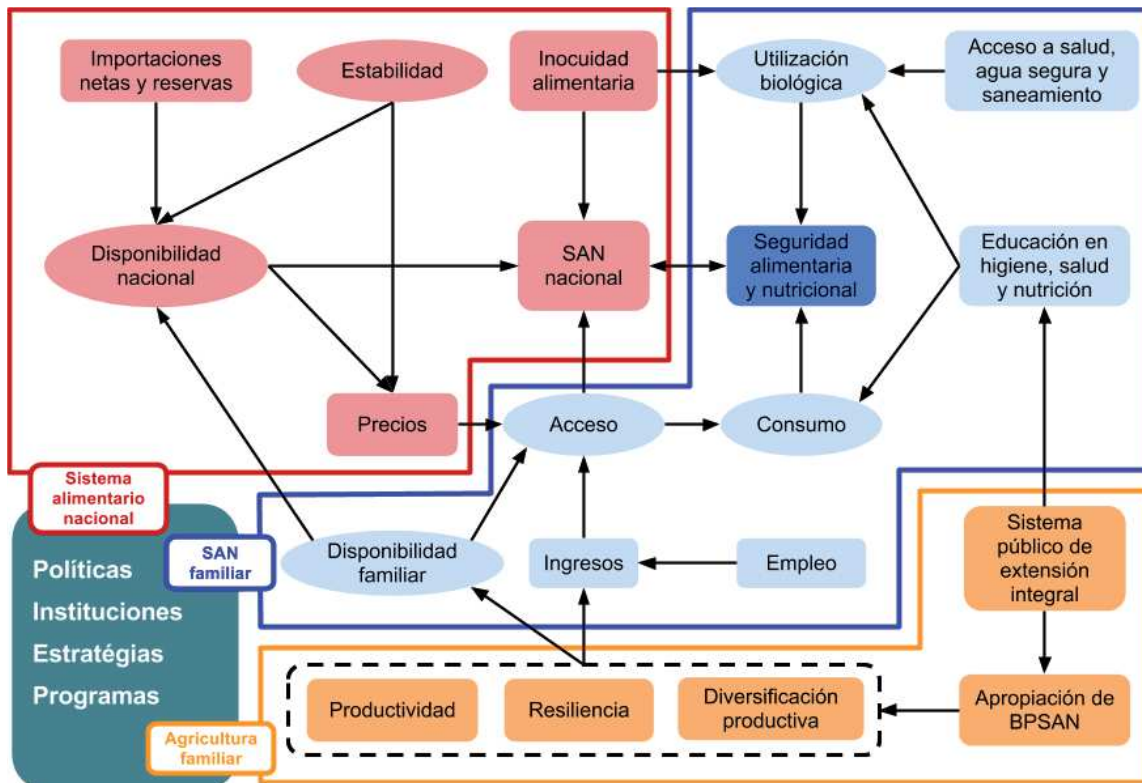 Importaciones
netas y reservas
Estabilidad
Inocuidad
alimentaria
Utilización
biológica
Acceso a salud,
agua segura y
saneamiento
Disponibilidad
nacional
SAN
nacional
Seguridad
alimentaria
y nutricional
Educación en
higiene, salud
y nutrición
Precios
Acceso
Consumo
Sistema
alimentario
nacional
SAN
familiar
Disponibilidad
familiar
Ingresos
Empleo
Sistema
público de
extensión
integral
Políticas
Instituciones
Estratégias
Programas
Agricultura
familiar
Productividad
Resiliencia
Diversificación
productiva
Apropiación de
BPSAN